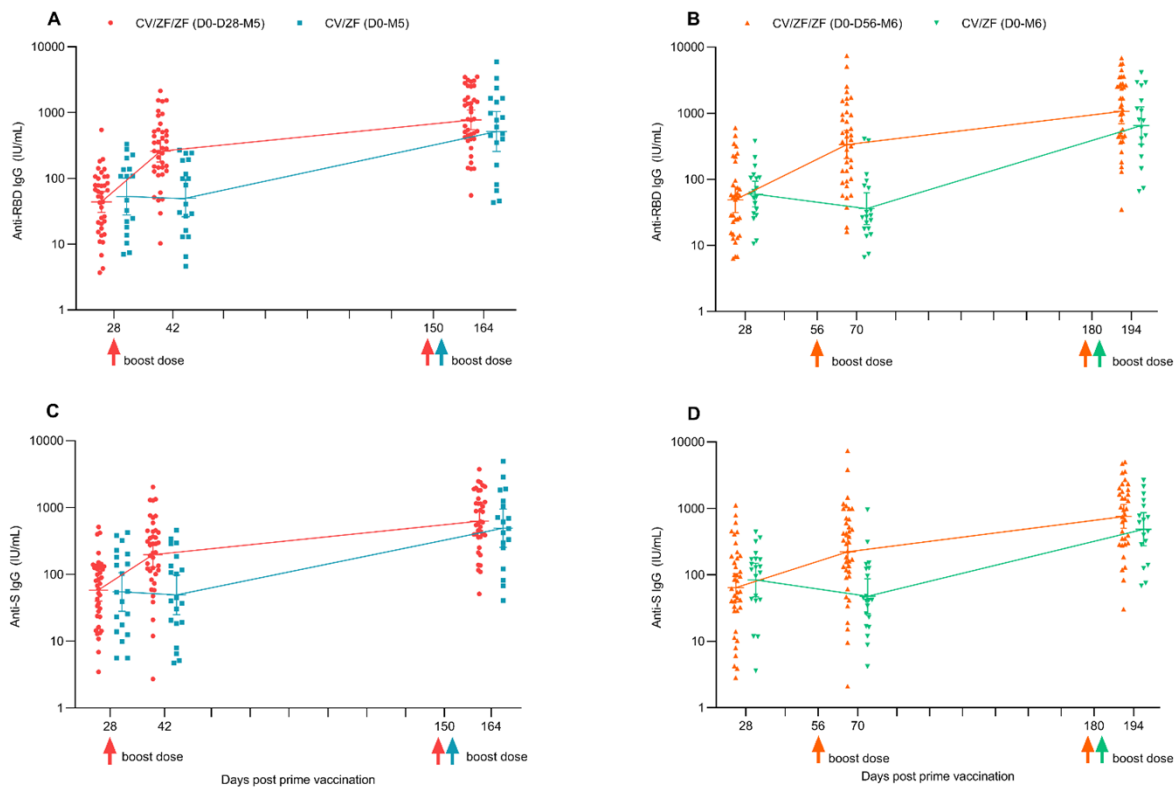 A
CV/ZF/ZF (D0-D28-M5)
CV/ZF (D0-M5)
Anti-RBD IgG (IU/mL)
10000
1000
100
10
1
28
42
150
164
boost dose
boost dose
B
CV/ZF/ZF (D0-D56-M6)
CV/ZF (D0-M6)
Anti-RBD IgG (IU/mL)
10000
1000
100
10
1
28
56
70
180
194
boost dose
boost dose
C
Anti-S IgG (IU/mL)
10000
1000
100
10
1
28
42
150
164
boost dose
boost dose
Days post prime vaccination
D
Anti-S IgG (IU/mL)
10000
1000
100
10
1
28
56
70
180
194
boost dose
boost dose
Days post prime vaccination